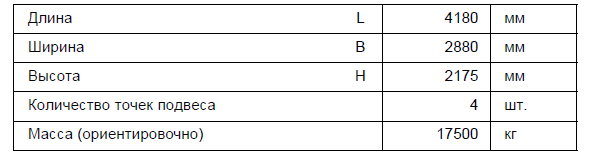 Длина L 4180 мм
Ширина B 2880 мм
Высота H 2175 мм
Количество точек подвеса 4 шт.
Масса (ориентировочно) 17500 кг